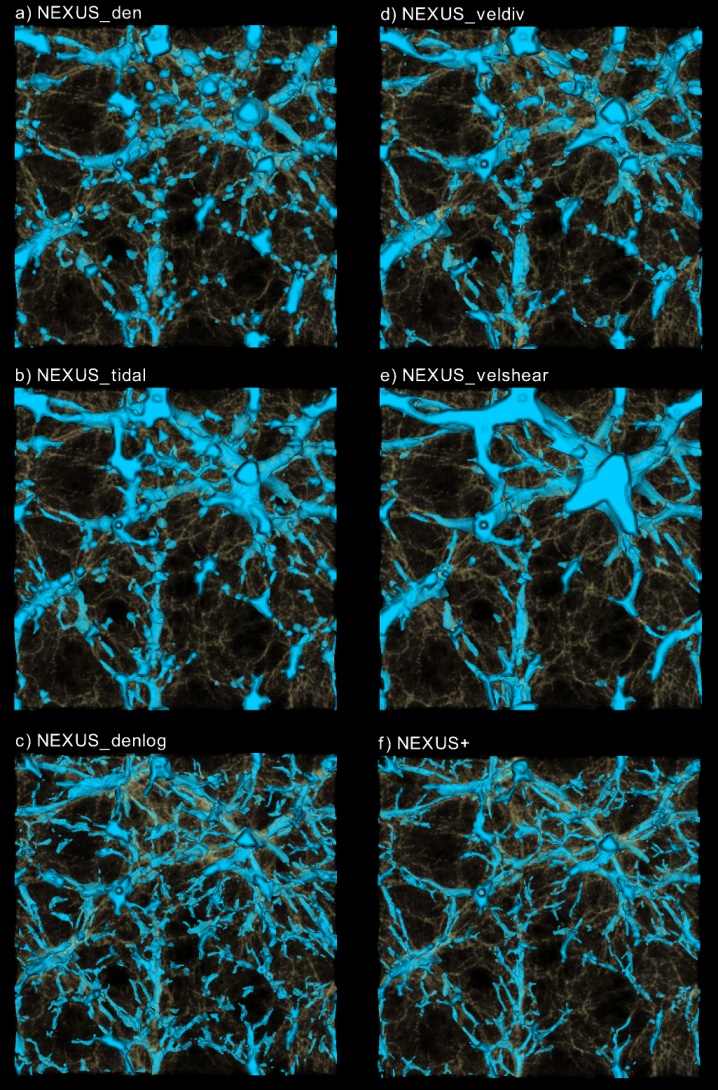 a) NEXUS_den
d) NEXUS_veldiv
b) NEXUS_tidal
e) NEXUS_velshear
c) NEXUS_denlog
f) NEXUS+